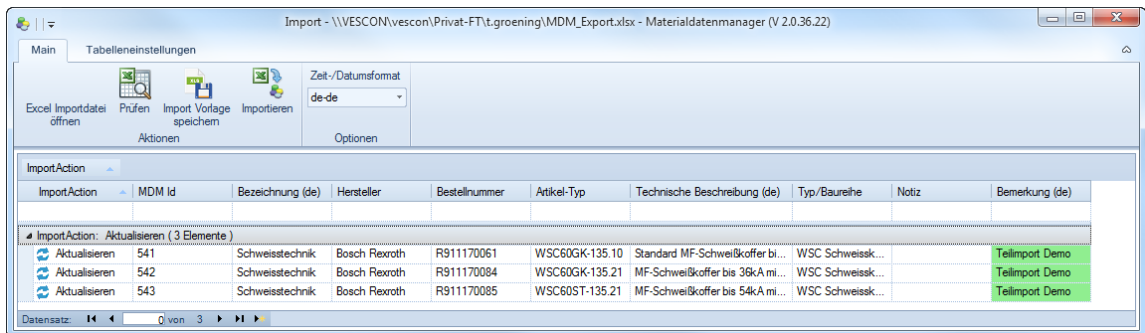 Import - \\VESCON\vescon\Privat-FT\t.groening\MDM_Export.xlsx - Materialdatenmanager (V 2.0.36.22)
Main Tabelleneinstellungen
Excel Importdatei öffnen
Prüfen
Import Vorlage speichern
Importieren
Aktionen
Zeit-/Datumsformat
de-de
Optionen
ImportAction
ImportAction MDM Id Bezeichnung (de) Hersteller Bestellnummer Artikel-Typ Technische Beschreibung (de) Typ/Baureihe Notiz Bemerkung (de)
ImportAction: Aktualisieren ( 3 Elemente )
Aktualisieren 541 Schweisstechnik Bosch Rexroth R911170061 WSC60GK-135.10 Standard MF-Schweißkoffer bi... WSC Schweissk... Teilimport Demo
Aktualisieren 542 Schweisstechnik Bosch Rexroth R911170084 WSC60GK-135.21 MF-Schweißkoffer bis 36kA mi... WSC Schweissk... Teilimport Demo
Aktualisieren 543 Schweisstechnik Bosch Rexroth R911170085 WSC60ST-135.21 MF-Schweißkoffer bis 54kA mi... WSC Schweissk... Teilimport Demo
Datensatz: 0 von 3